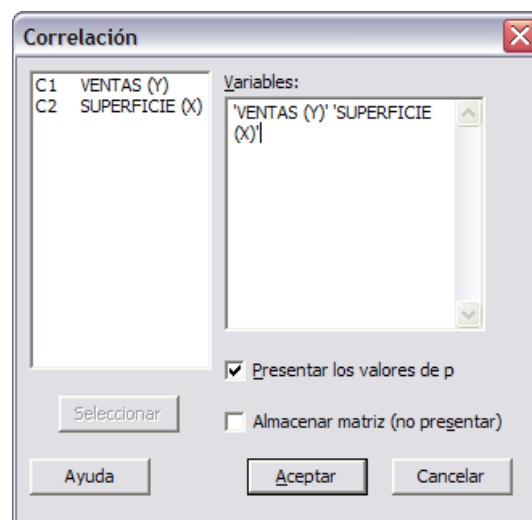 Correlación
C1 VENTAS (Y)
C2 SUPERFICIE (X)
Variables:
'VENTAS (Y)' 'SUPERFICIE
(X)'
Presentar los valores de p
Seleccionar
Almacenar matriz (no presentar)
Ayuda
Aceptar
Cancelar